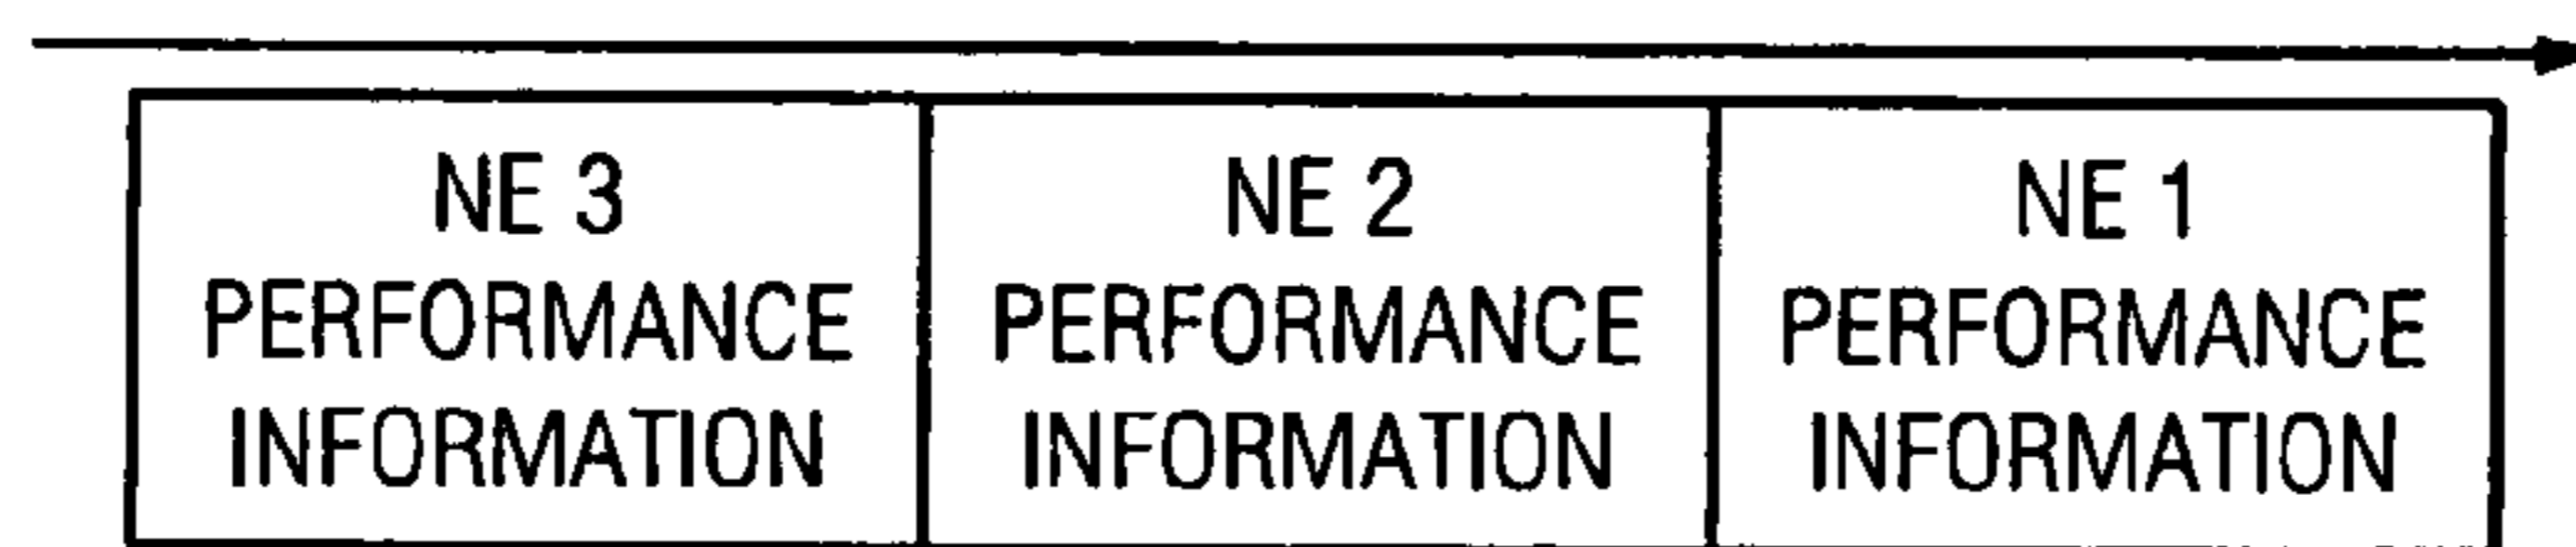 NE 3
PERFORMANCE
INFORMATION
NE 2
PERFORMANCE
INFORMATION
NE 1
PERFORMANCE
INFORMATION